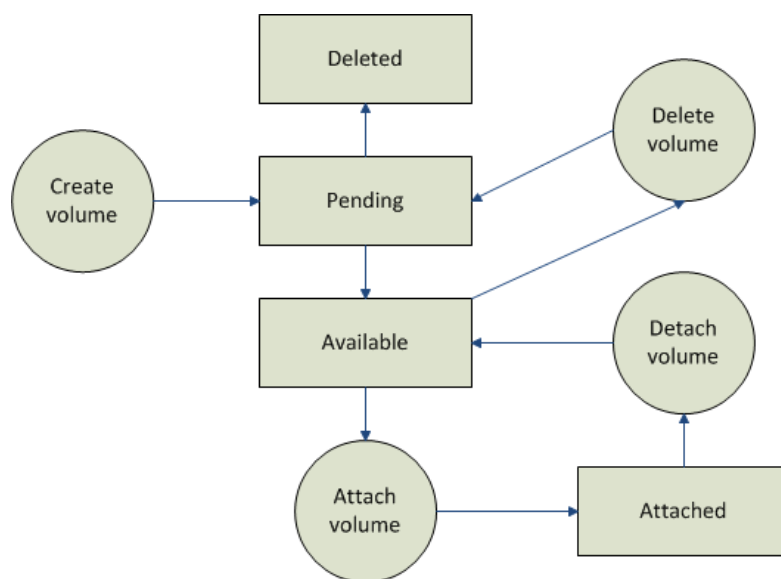 Deleted
Delete
volume
Create
volume
Pending
Available
Detach
volume
Attach
volume
Attached